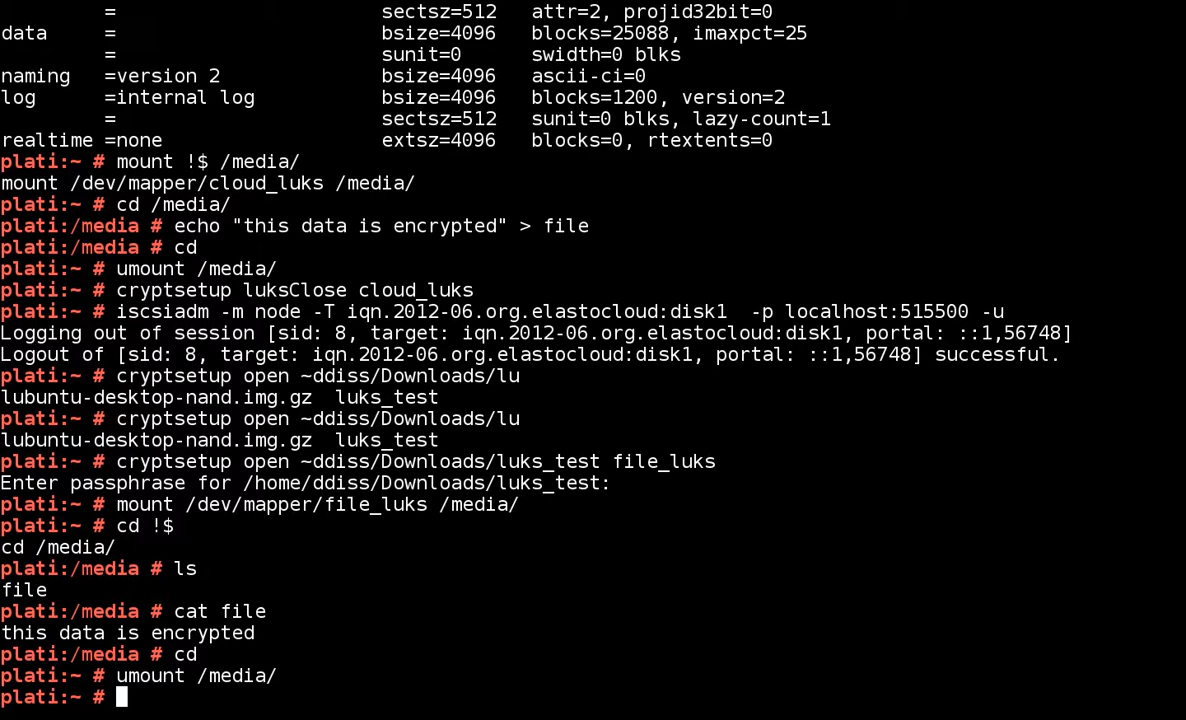 =                       sectsz=512   attr=2, projid32bit=0
data     =                       bsize=4096   blocks=25088, imaxpct=25
         =                       sunit=0      swidth=0 blks
naming   =version 2              bsize=4096   ascii-ci=0
log      =internal log           bsize=4096   blocks=1200, version=2
         =                       sectsz=512   sunit=0 blks, lazy-count=1
realtime =none                   extsz=4096   blocks=0, rtextents=0
plati:~ # mount !$ /media/
mount /dev/mapper/cloud_luks /media/
plati:~ # cd /media/
plati:/media # echo "this data is encrypted" > file
plati:/media # cd
plati:~ # umount /media/
plati:~ # cryptsetup luksClose cloud_luks
plati:~ # iscsiadm -m node -T iqn.2012-06.org.elastocloud:disk1  -p localhost:515500 -u
Logging out of session [sid: 8, target: iqn.2012-06.org.elastocloud:disk1, portal: ::1,56748]
Logout of [sid: 8, target: iqn.2012-06.org.elastocloud:disk1, portal: ::1,56748] successful.
plati:~ # cryptsetup open ~ddiss/Downloads/lu
lubuntu-desktop-nand.img.gz  luks_test
plati:~ # cryptsetup open ~ddiss/Downloads/lu
lubuntu-desktop-nand.img.gz  luks_test
plati:~ # cryptsetup open ~ddiss/Downloads/luks_test file_luks
Enter passphrase for /home/ddiss/Downloads/luks_test:
plati:~ # mount /dev/mapper/file_luks /media/
plati:~ # cd !$
cd /media/
plati:/media # ls
file
plati:/media # cat file
this data is encrypted
plati:/media # cd
plati:~ # umount /media/
plati:~ #